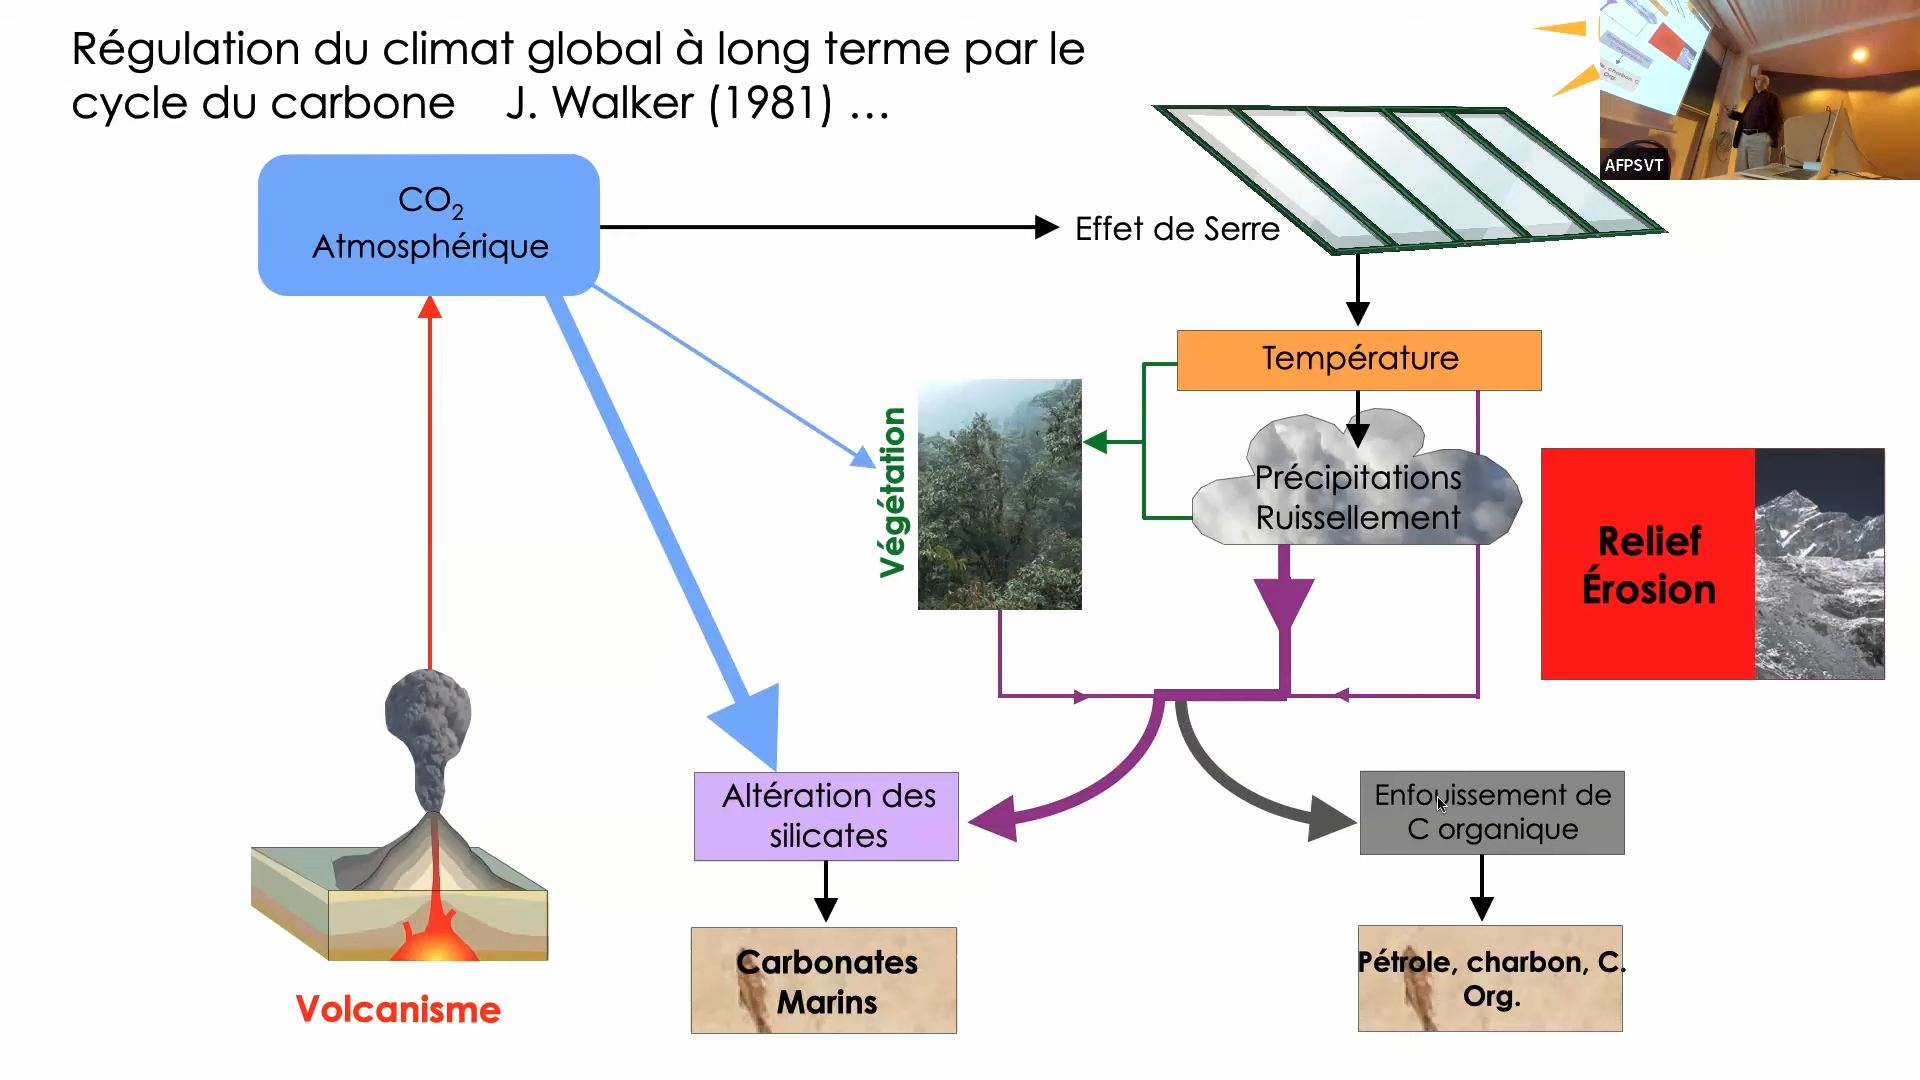 Régulation du climat global à long terme par le
cycle du carbone J. Walker (1981) ...
AFPSVT
CO2
Atmosphérique
Effet de Serre
Température
Précipitations
Ruissellement
Végétation
Relief
Érosion
Altération des
silicates
Enfouissement de
C organique
Carbonates
Marins
Pétrole, charbon, C.
Org.
Volcanisme